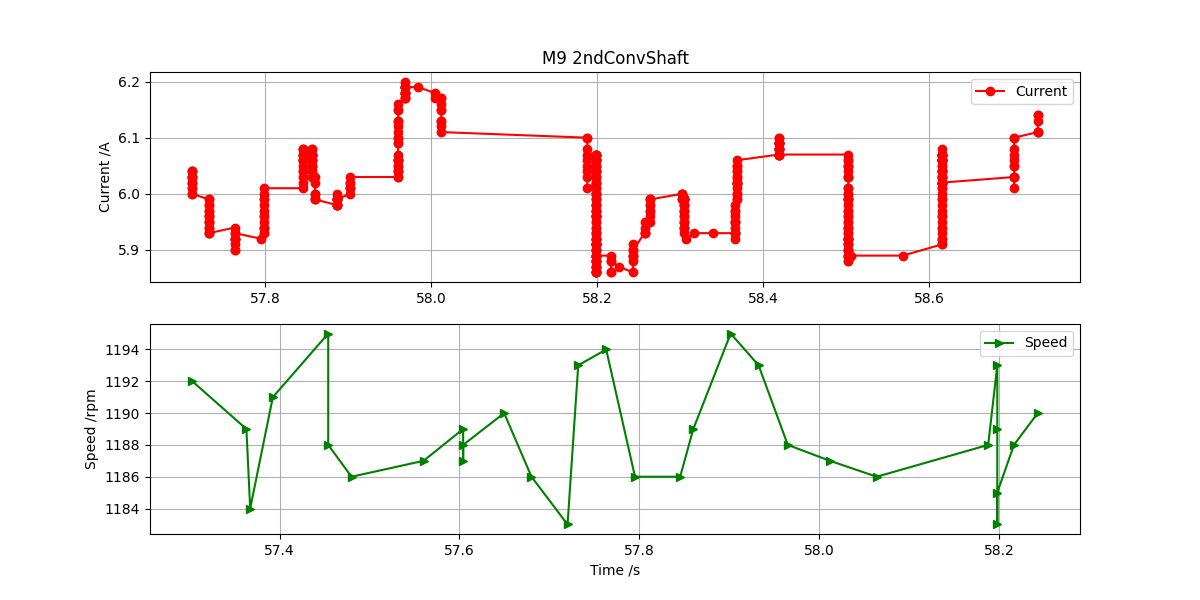 M9 2ndConvShaft
6.2
6.1
6.0
5.9
Current /A
Current
57.8 58.0 58.2 58.4 58.6
1194
1192
1190
1188
1186
1184
Speed /rpm
Speed
57.4 57.6 57.8 58.0 58.2
Time /s